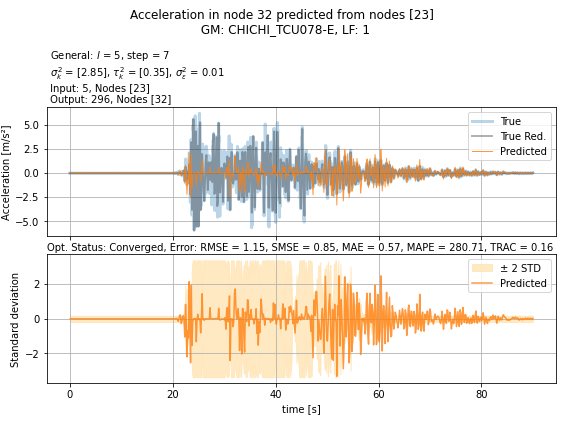 Acceleration in node 32 predicted from nodes [23]
GM: CHICHI_TCU078-E, LF: 1
General: l = 5, step = 7
σ²ₖ = [2.85], τ²ₖ = [0.35], σ²ε = 0.01
Input: 5, Nodes [23]
Output: 296, Nodes [32]
Acceleration [m/s²]
5.0
2.5
0.0
−2.5
−5.0
True
True Red.
Predicted
Opt. Status: Converged, Error: RMSE = 1.15, SMSE = 0.85, MAE = 0.57, MAPE = 280.71, TRAC = 0.16
Standard deviation
2
0
−2
± 2 STD
Predicted
0 20 40 60 80
time [s]